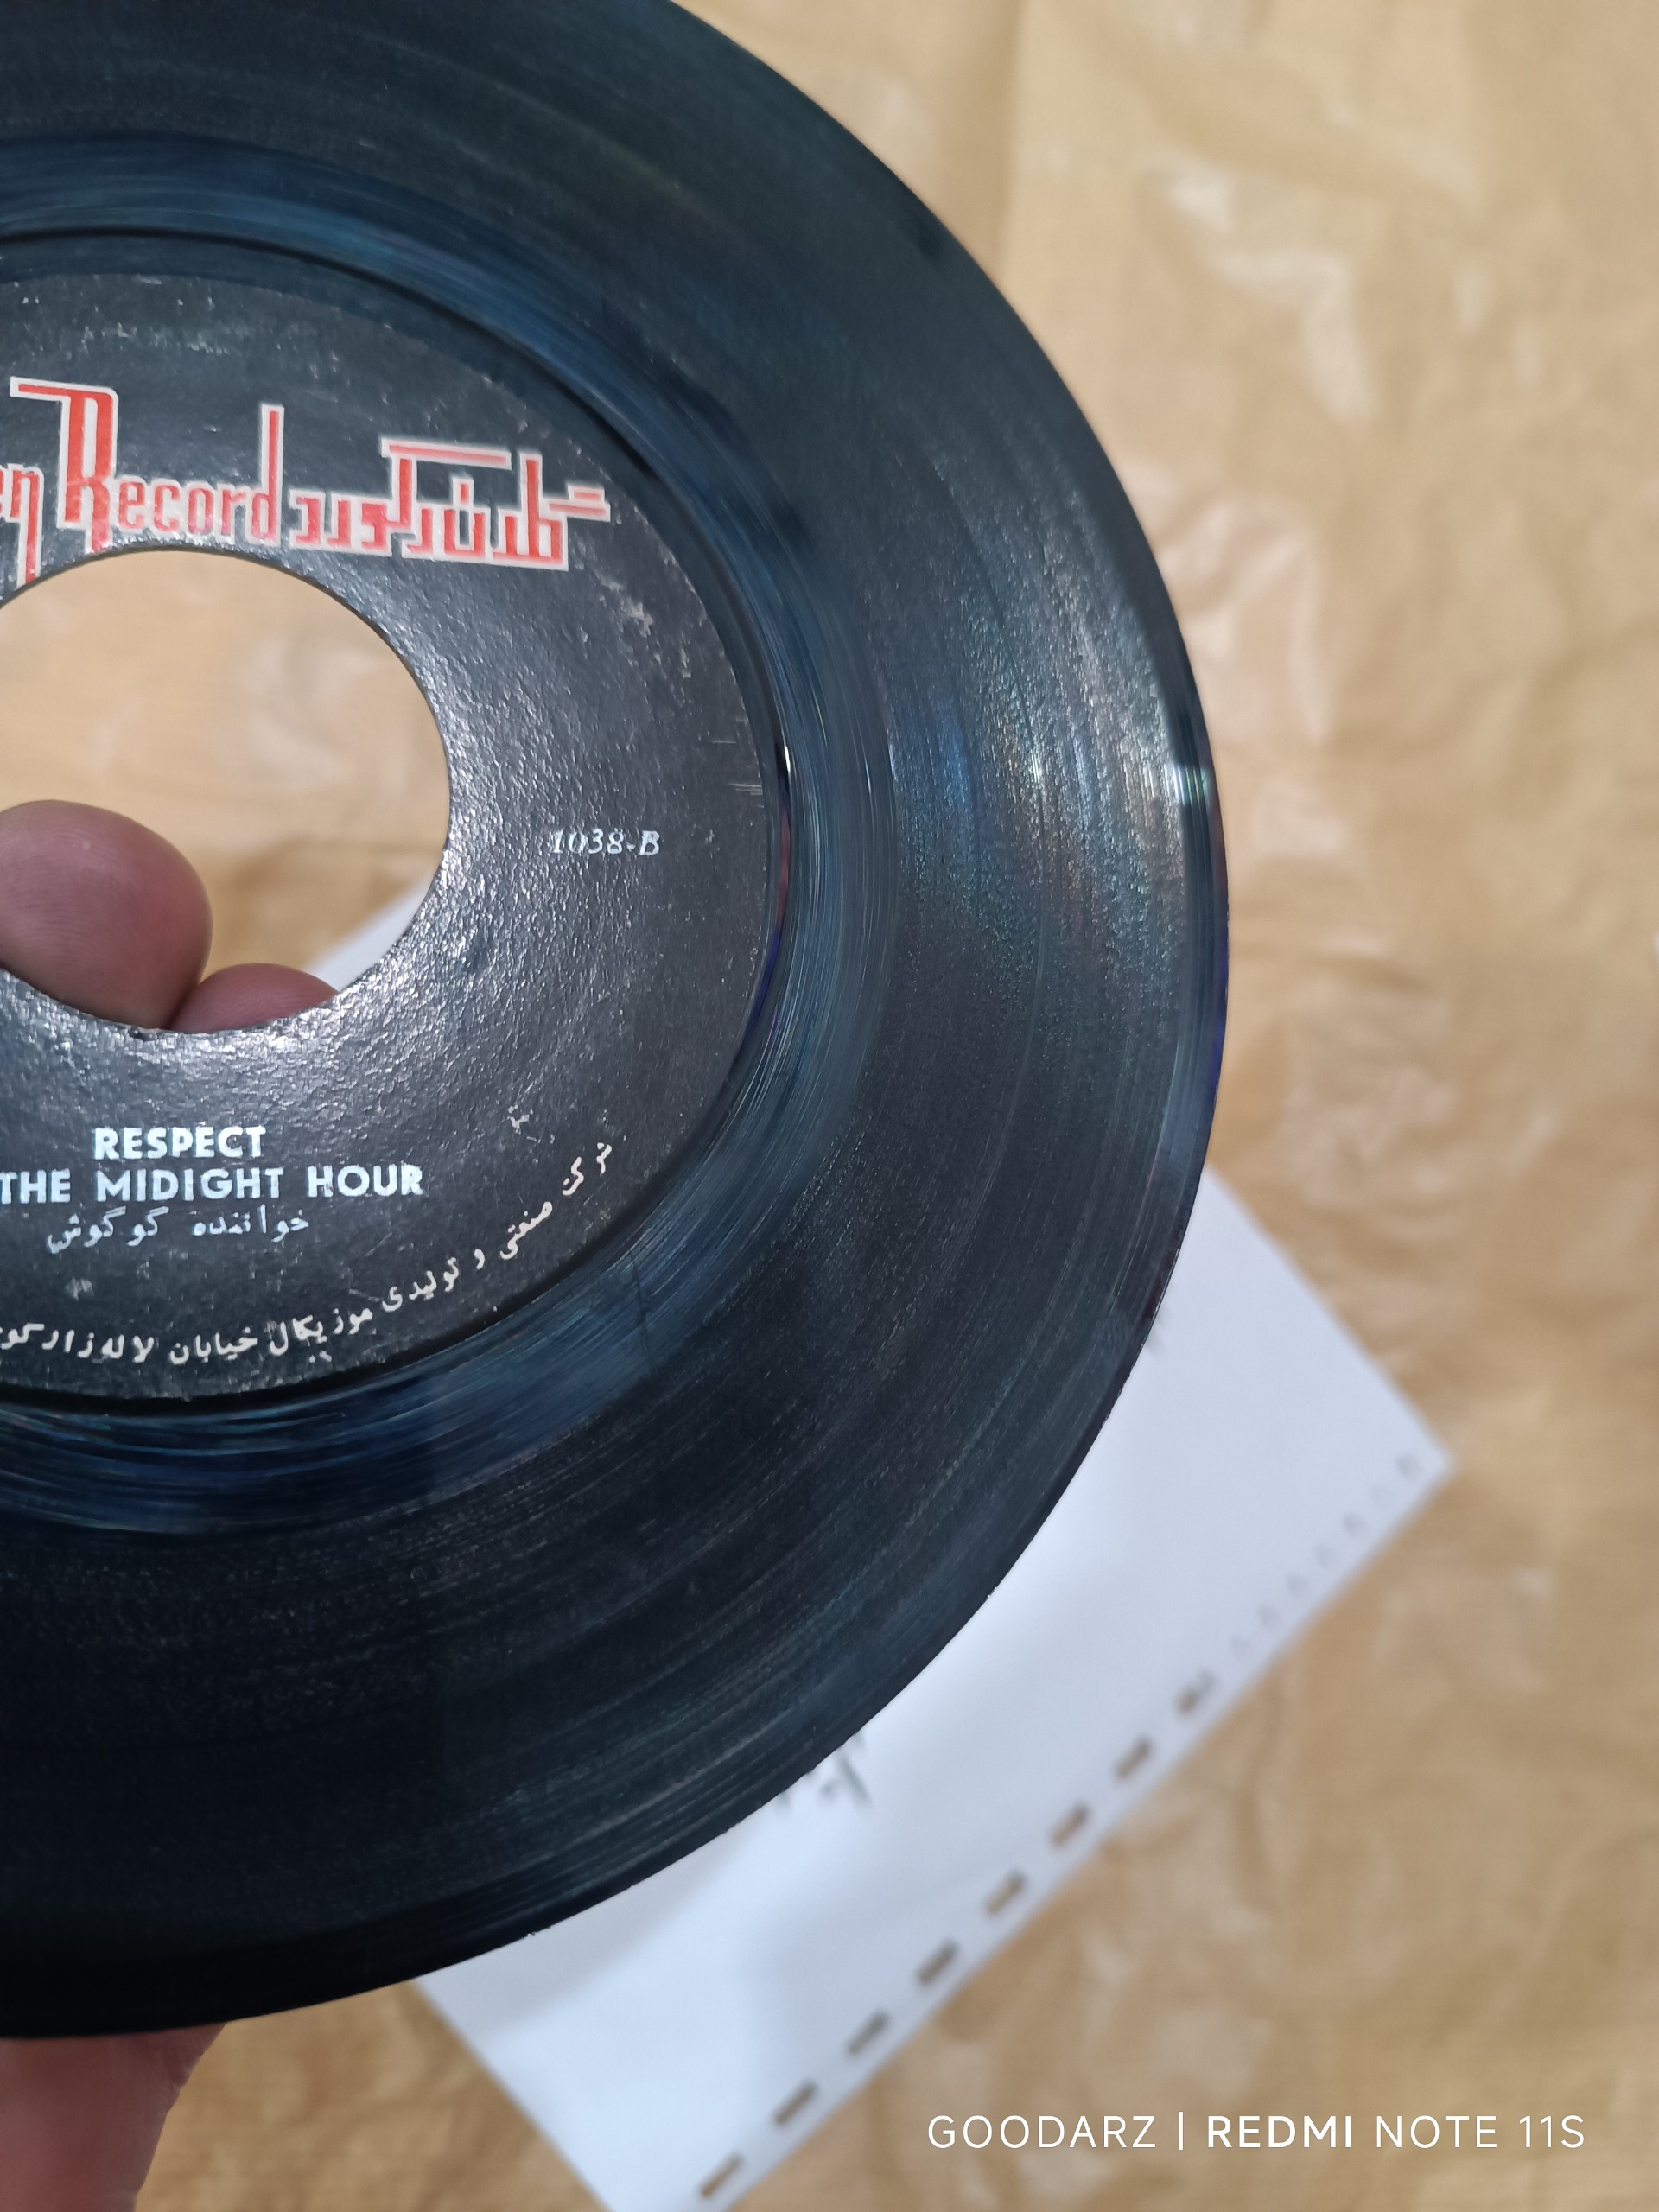 Record گلدن رکورد
1038-B
RESPECT
THE MIDIGHT HOUR
خواننده گوگوش
شرکت صنعتی و تولیدی موزیکال خیابان لاله‌زار
GOODARZ | REDMI NOTE 11S